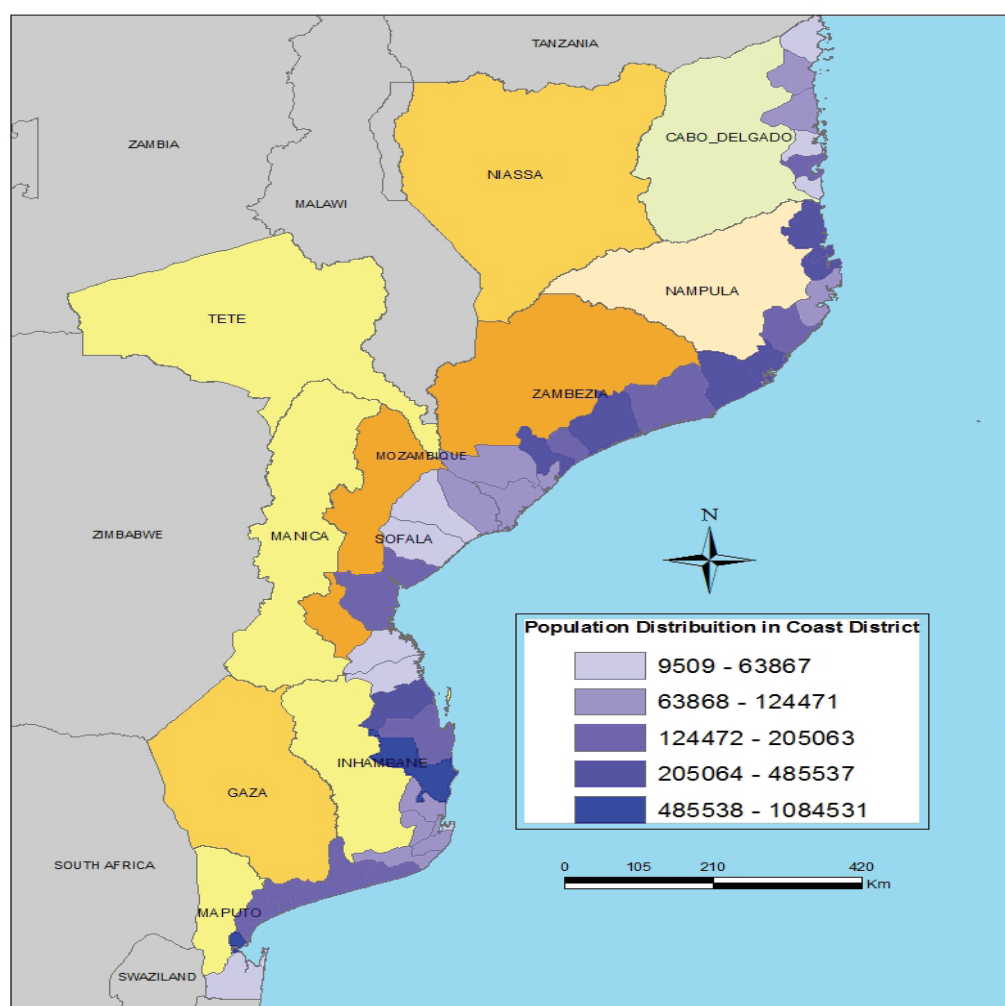 TANZANIA
ZAMBIA
CABO_DELGADO
NIASSA
MALAWI
NAMPULA
TETE
ZAMBEZIA
MOZAMBIQUE
ZIMBABWE
MANICA
SOFALA
N
Population Distribuition in Coast District
9509 - 63867
63868 - 124471
124472 - 205063
205064 - 485537
485538 - 1084531
INHAMBANE
GAZA
SOUTH AFRICA
0 105 210 420
Km
MAPUTO
SWAZILAND